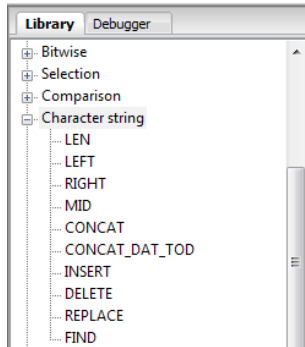 Library Debugger
Bitwise
Selection
Comparison
Character string
LEN
LEFT
RIGHT
MID
CONCAT
CONCAT_DAT_TOD
INSERT
DELETE
REPLACE
FIND